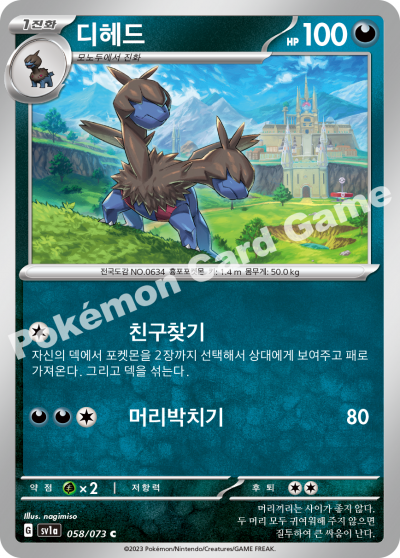 1진화
디헤드
HP 100
모노두에서 진화
전국도감 NO.0634 흉포포켓몬 키: 1.4 m 몸무게: 50.0 kg
Pokémon Card Game
친구찾기
자신의 덱에서 포켓몬을 2장까지 선택해서 상대에게 보여주고 패로
가져온다. 그리고 덱을 섞는다.
머리박치기 80
약점 ×2 저항력 후퇴
Illus. nagimiso
G sv1a 058/073 C
머리끼리는 사이가 좋지 않다.
두 머리 모두 귀여워해 주지 않으면
질투하여 큰 싸움이 난다.
©2023 Pokémon/Nintendo/Creatures/GAME FREAK.